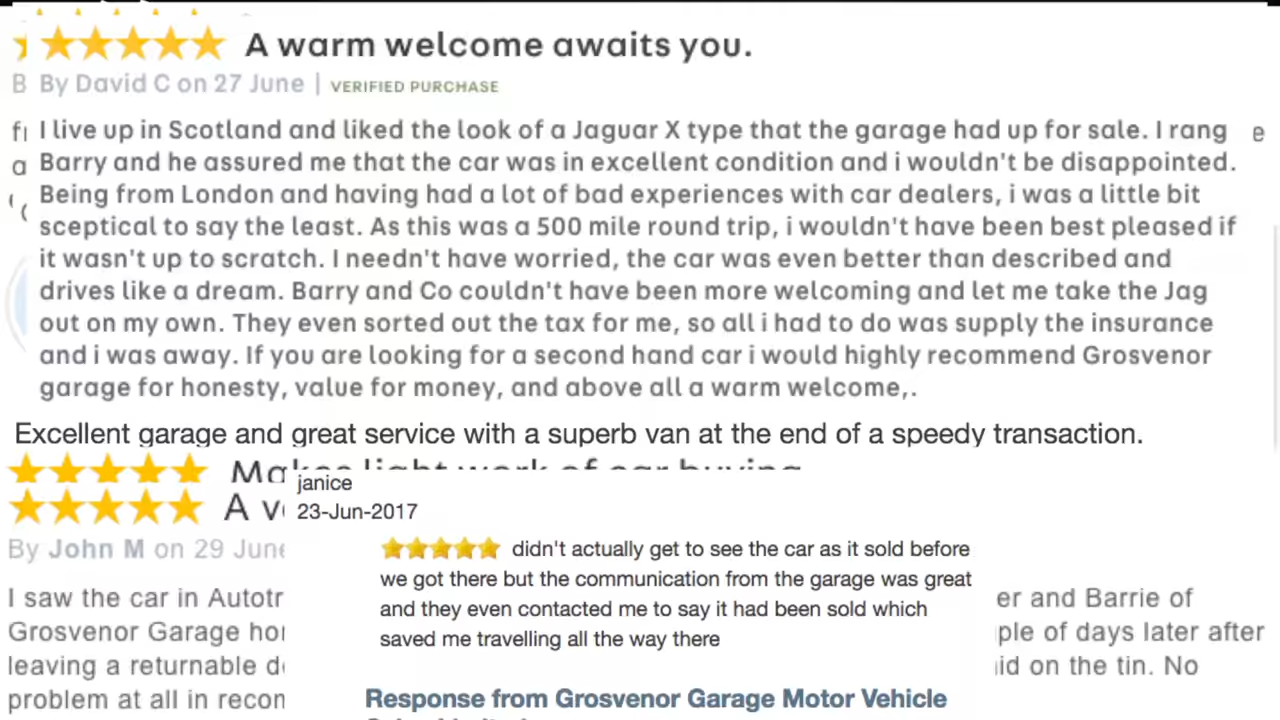 A warm welcome awaits you.
B By David C on 27 June | VERIFIED PURCHASE
I live up in Scotland and liked the look of a Jaguar X type that the garage had up for sale. I rang
Barry and he assured me that the car was in excellent condition and i wouldn't be disappointed.
Being from London and having had a lot of bad experiences with car dealers, i was a little bit
sceptical to say the least. As this was a 500 mile round trip, i wouldn't have been best pleased if
it wasn't up to scratch. I needn't have worried, the car was even better than described and
drives like a dream. Barry and Co couldn't have been more welcoming and let me take the Jag
out on my own. They even sorted out the tax for me, so all i had to do was supply the insurance
and i was away. If you are looking for a second hand car i would highly recommend Grosvenor
garage for honesty, value for money, and above all a warm welcome,.
Excellent garage and great service with a superb van at the end of a speedy transaction.
Makes light work of car buying
A
janice
23-Jun-2017
By John M on 29 June
didn't actually get to see the car as it sold before
we got there but the communication from the garage was great
and they even contacted me to say it had been sold which
saved me travelling all the way there
I saw the car in Autotr er and Barrie of
Grosvenor Garage ple of days later after
leaving a returnable id on the tin. No
problem at all in
Response from Grosvenor Garage Motor Vehicle